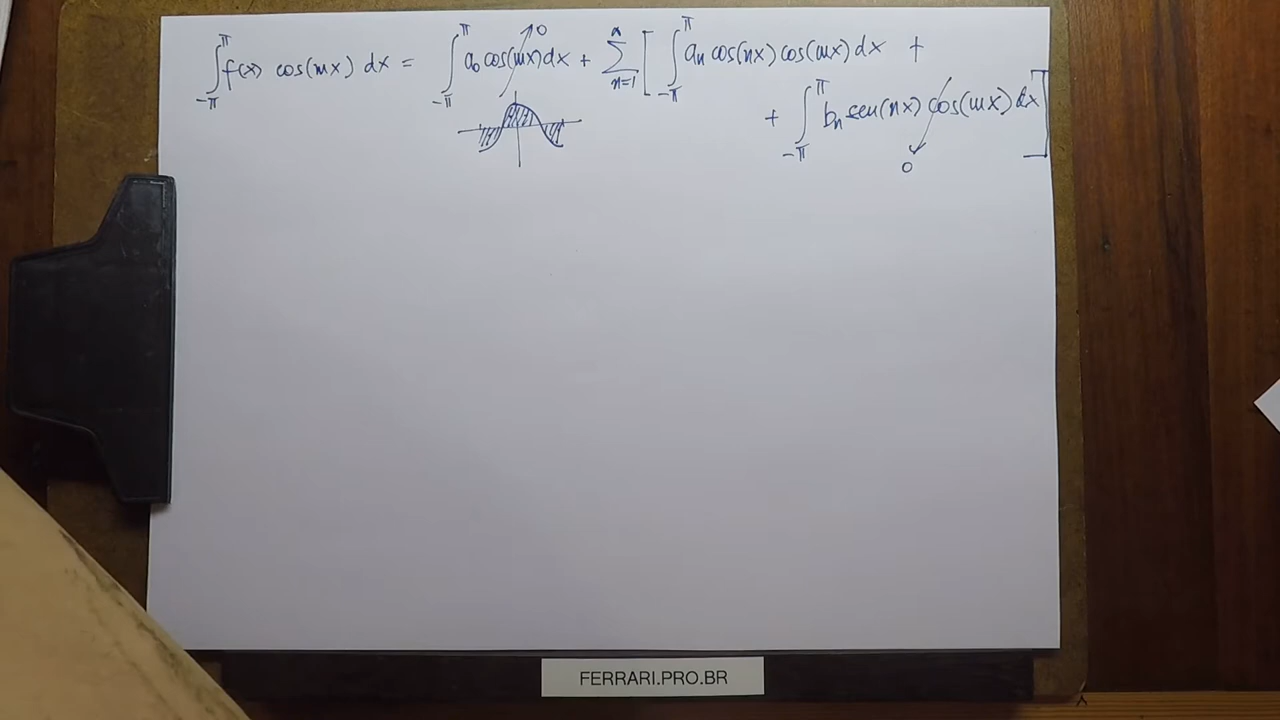 ∫_{-π}^{π} f(x) cos(mx) dx = ∫_{-π}^{π} a₀ cos(mx) dx + ∑_{n=1}^{∞} [ ∫_{-π}^{π} aₙ cos(nx) cos(mx) dx +
0
+ ∫_{-π}^{π} bₙ sen(nx) cos(mx) dx ]
0
FERRARI.PRO.BR